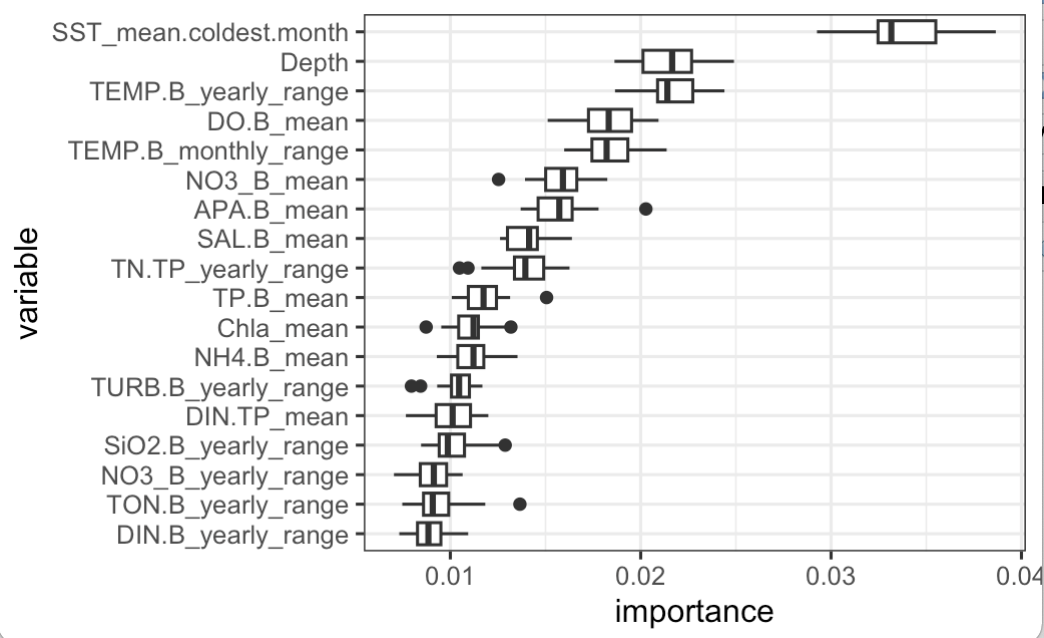 SST_mean.coldest.month
Depth
TEMP.B_yearly_range
DO.B_mean
TEMP.B_monthly_range
NO3_B_mean
APA.B_mean
SAL.B_mean
TN.TP_yearly_range
TP.B_mean
Chla_mean
NH4.B_mean
TURB.B_yearly_range
DIN.TP_mean
SiO2.B_yearly_range
NO3_B_yearly_range
TON.B_yearly_range
DIN.B_yearly_range
variable
0.01 0.02 0.03 0.04
importance